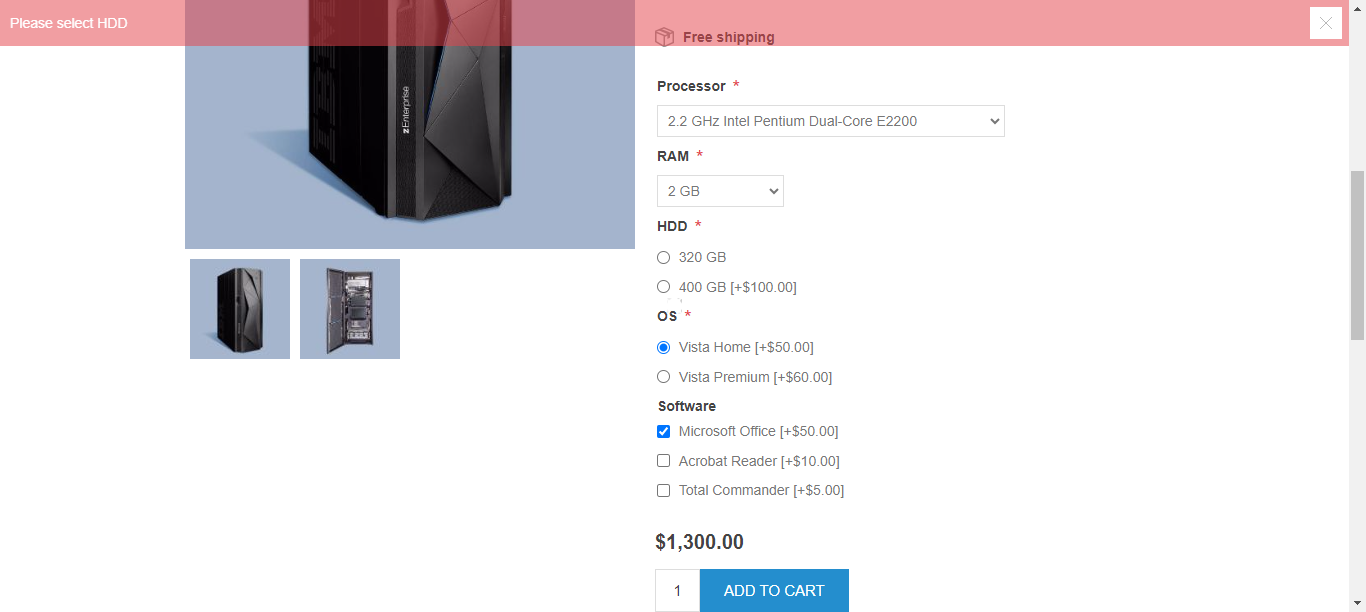 Please select HDD
Free shipping
zEnterprise
Processor *
2.2 GHz Intel Pentium Dual-Core E2200
RAM *
2 GB
HDD *
320 GB
400 GB [+$100.00]
OS *
Vista Home [+$50.00]
Vista Premium [+$60.00]
Software
Microsoft Office [+$50.00]
Acrobat Reader [+$10.00]
Total Commander [+$5.00]
$1,300.00
1
ADD TO CART